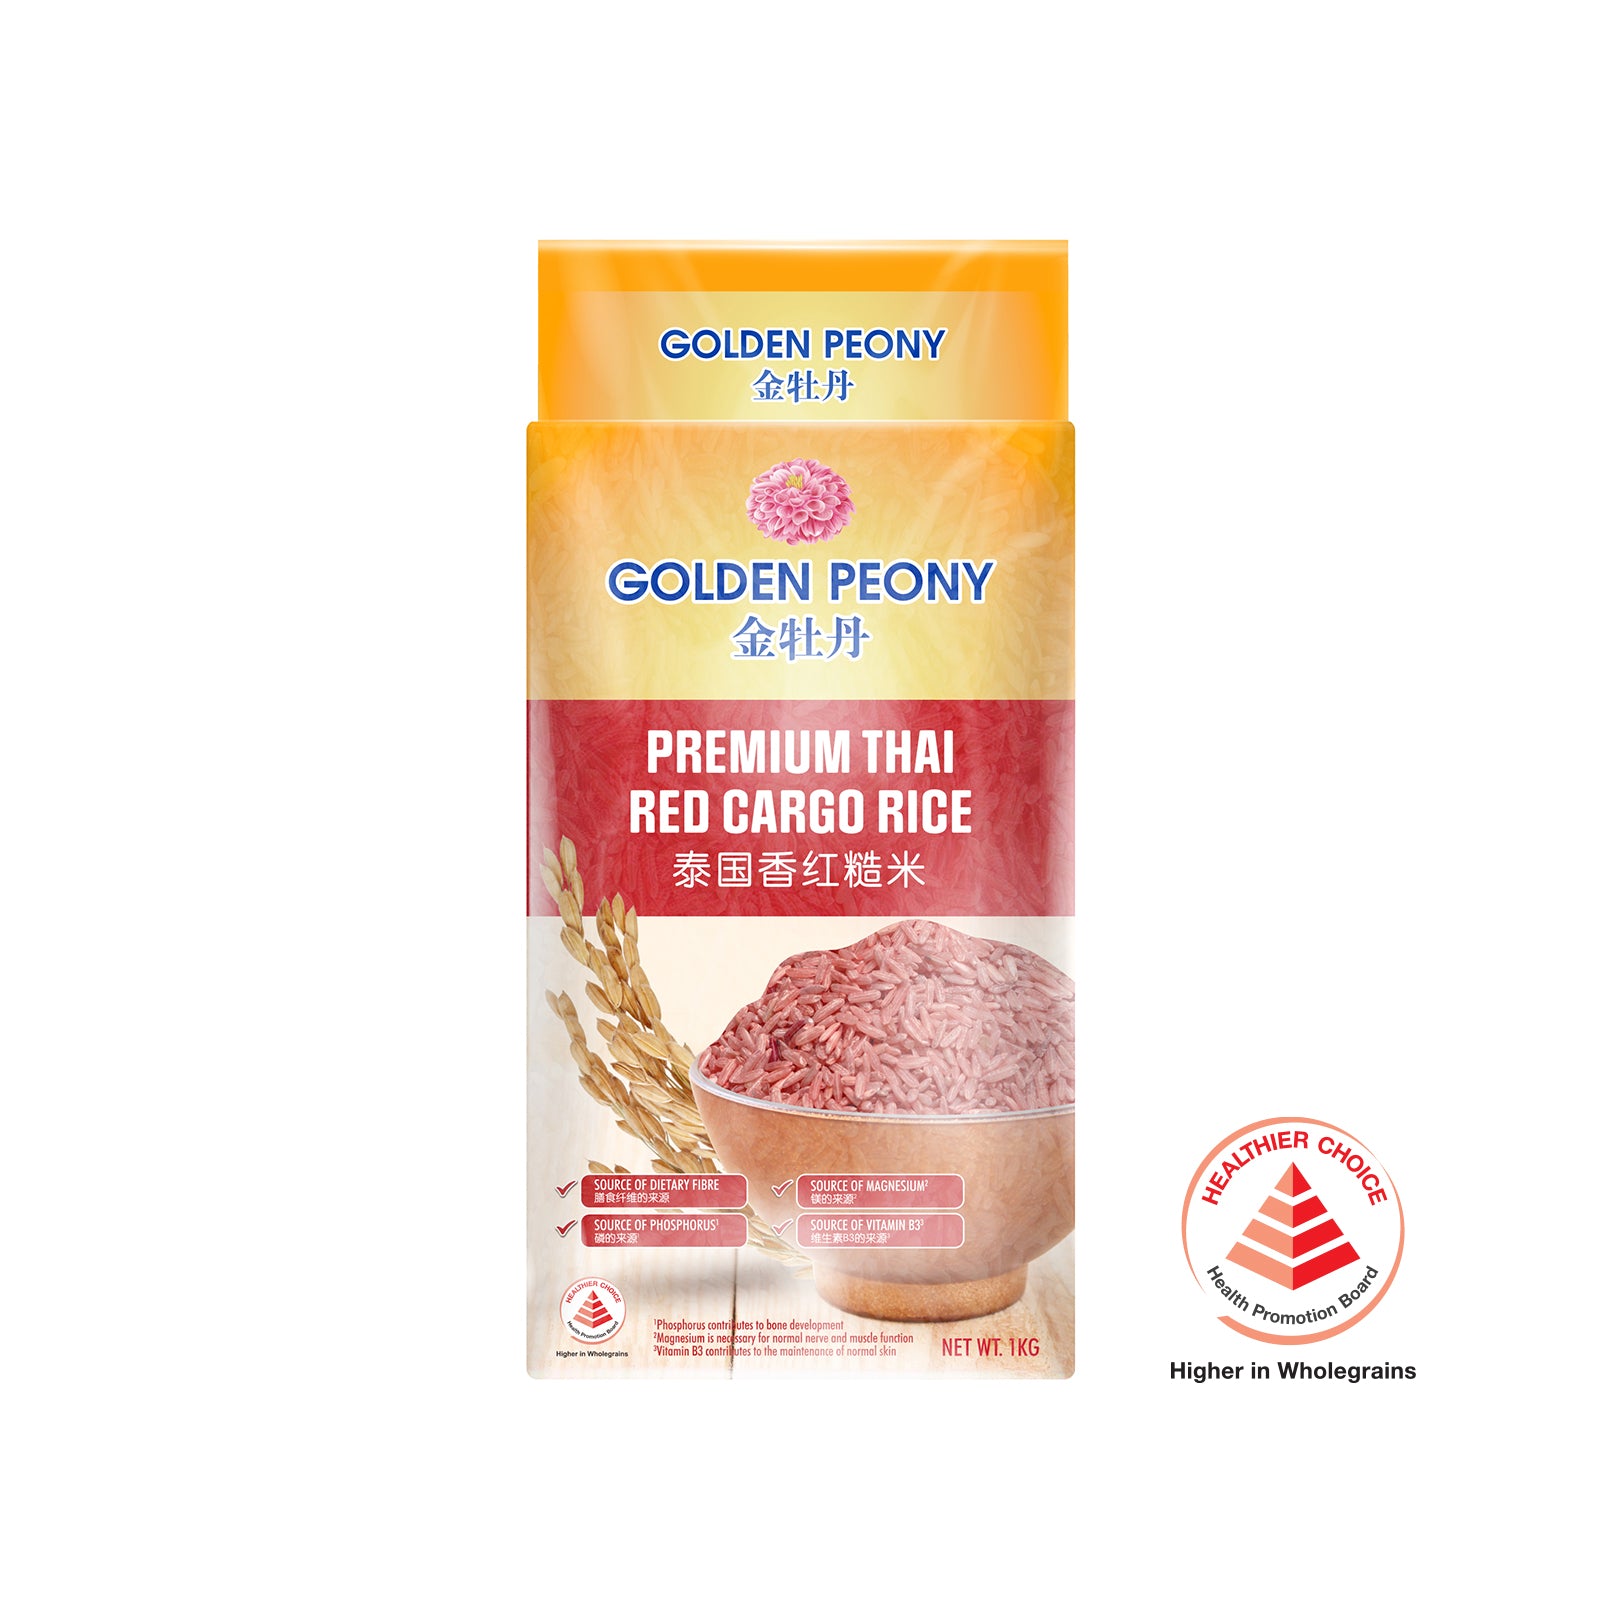 GOLDEN PEONY
金牡丹
GOLDEN PEONY
金牡丹
PREMIUM THAI
RED CARGO RICE
泰国香红糙米
SOURCE OF DIETARY FIBRE
膳食纤维的来源
SOURCE OF MAGNESIUM²
镁的来源²
SOURCE OF PHOSPHORUS¹
磷的来源¹
SOURCE OF VITAMIN B3³
维生素B3的来源³
HEALTHIER CHOICE
Health Promotion Board
Higher in Wholegrains
¹Phosphorus contributes to bone development
²Magnesium is necessary for normal nerve and muscle function
³Vitamin B3 contributes to the maintenance of normal skin
NET WT. 1KG
HEALTHIER CHOICE
Health Promotion Board
Higher in Wholegrains